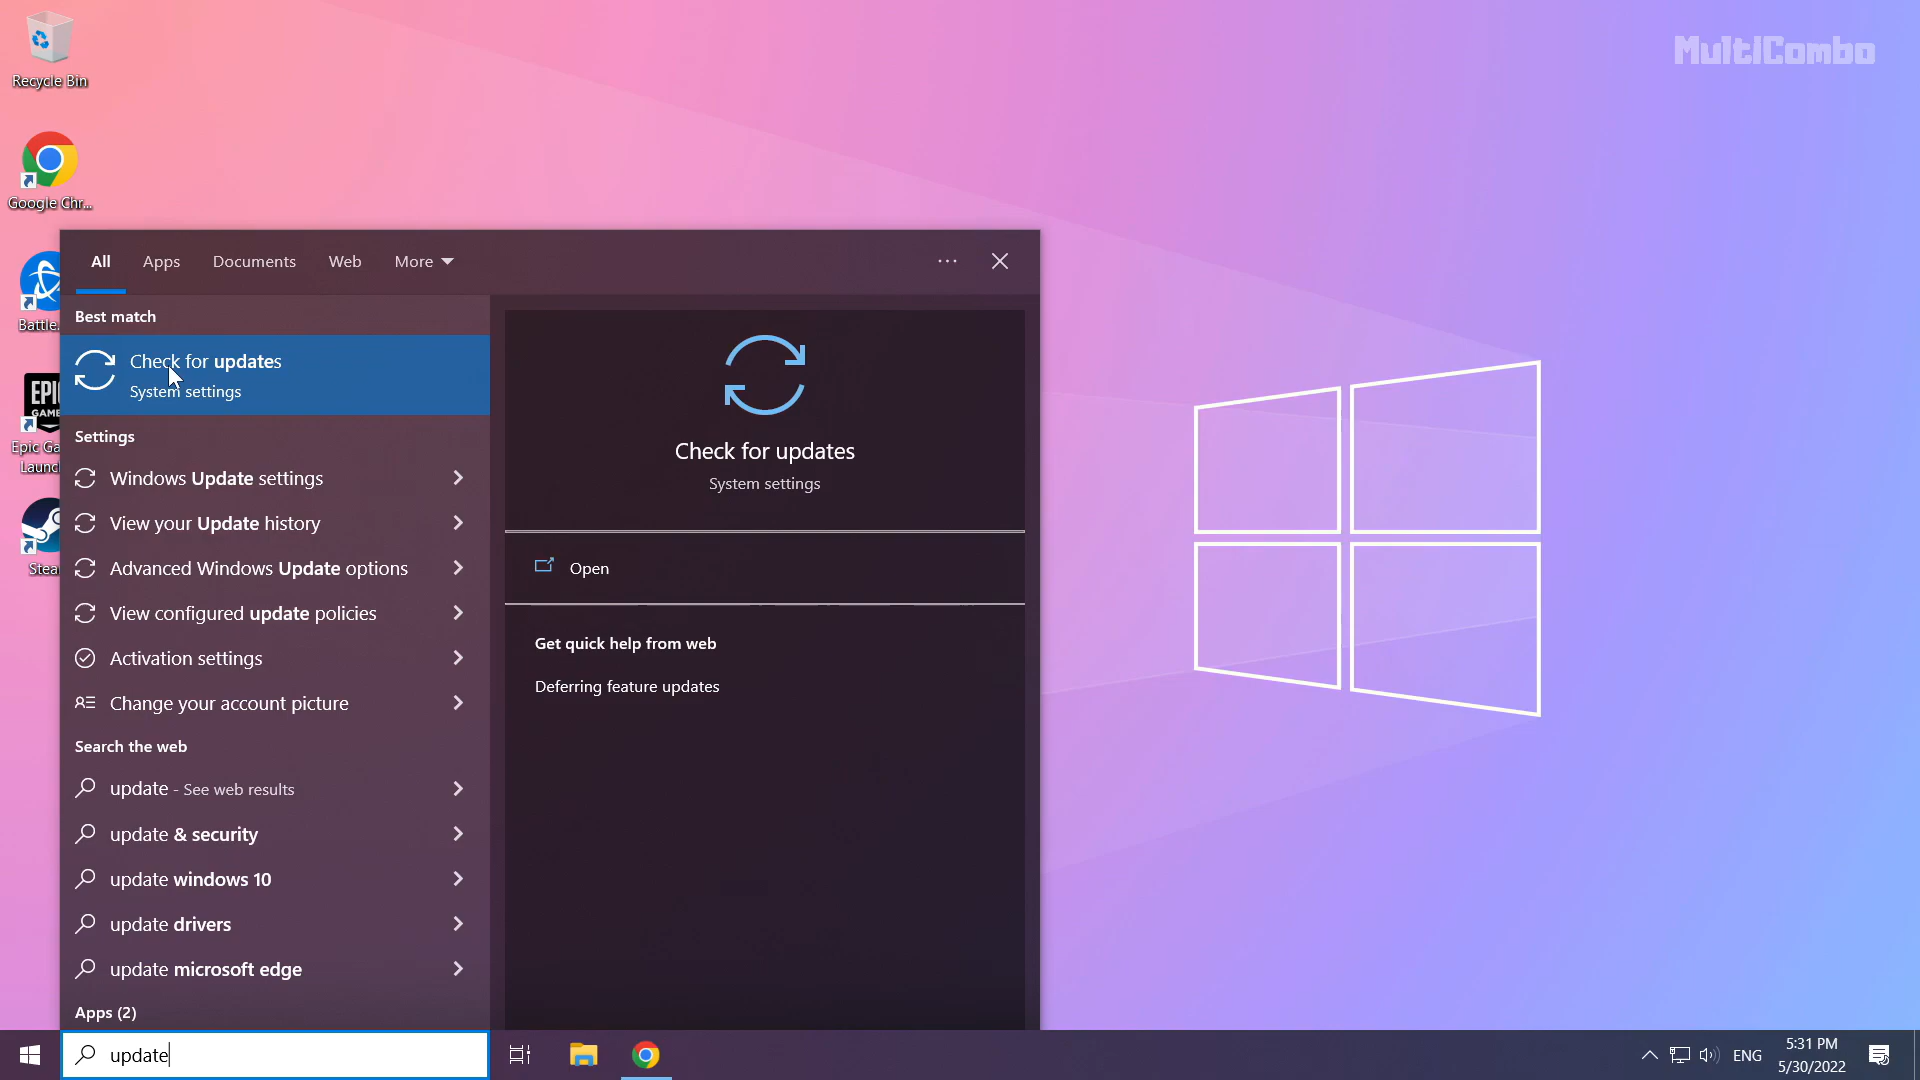 MultiCombo
Recycle Bin
Google Chr...
Battle.
EPIC
GAMES
Epic Ga
Launc
Stea
All
Apps
Documents
Web
More
Best match
Check for updates
System settings
Settings
Windows Update settings
View your Update history
Advanced Windows Update options
View configured update policies
Activation settings
Change your account picture
Search the web
update - See web results
update & security
update windows 10
update drivers
update microsoft edge
Apps (2)
Check for updates
System settings
Open
Get quick help from web
Deferring feature updates
update
ENG
5:31 PM
5/30/2022